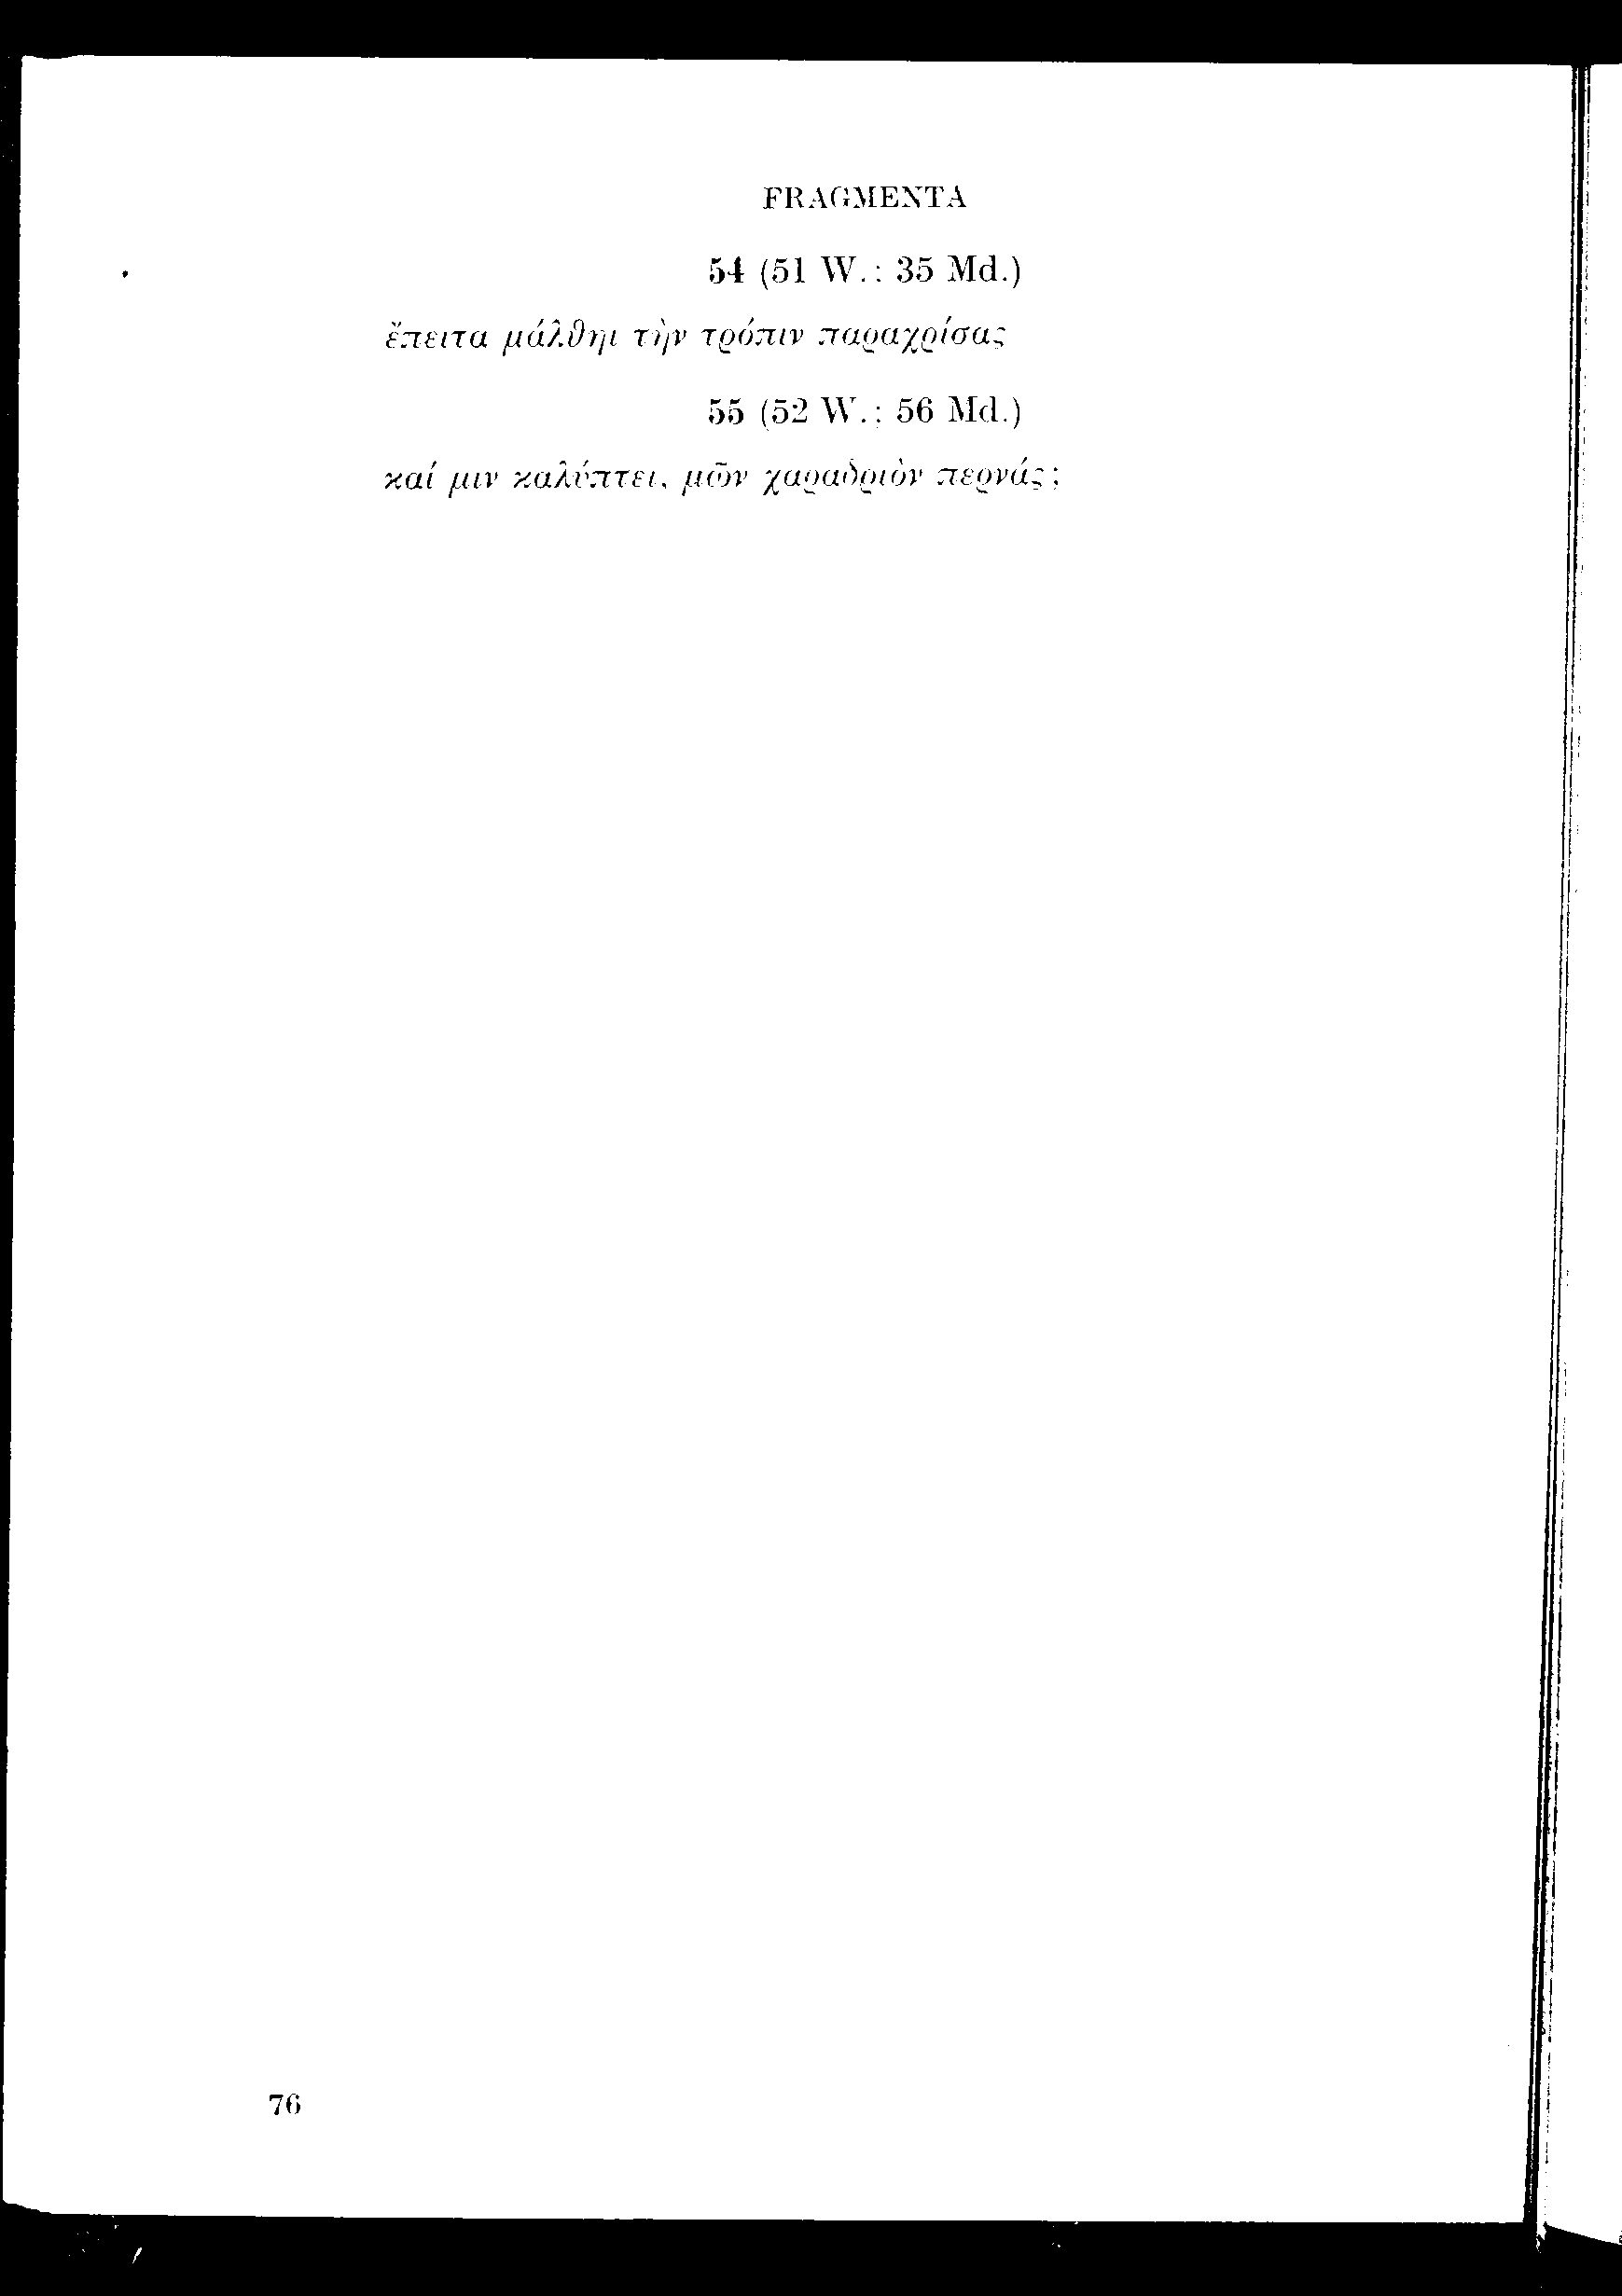 FRAGMENTA
54 (51 W.: 35 Md.)
ἔπειτα μάλθηι τὴν τρόπιν παραχρίσας
55 (52 W.: 56 Md.)
καί μιν καλύπτει, μῶν χαραδριὸν περνάς;
76